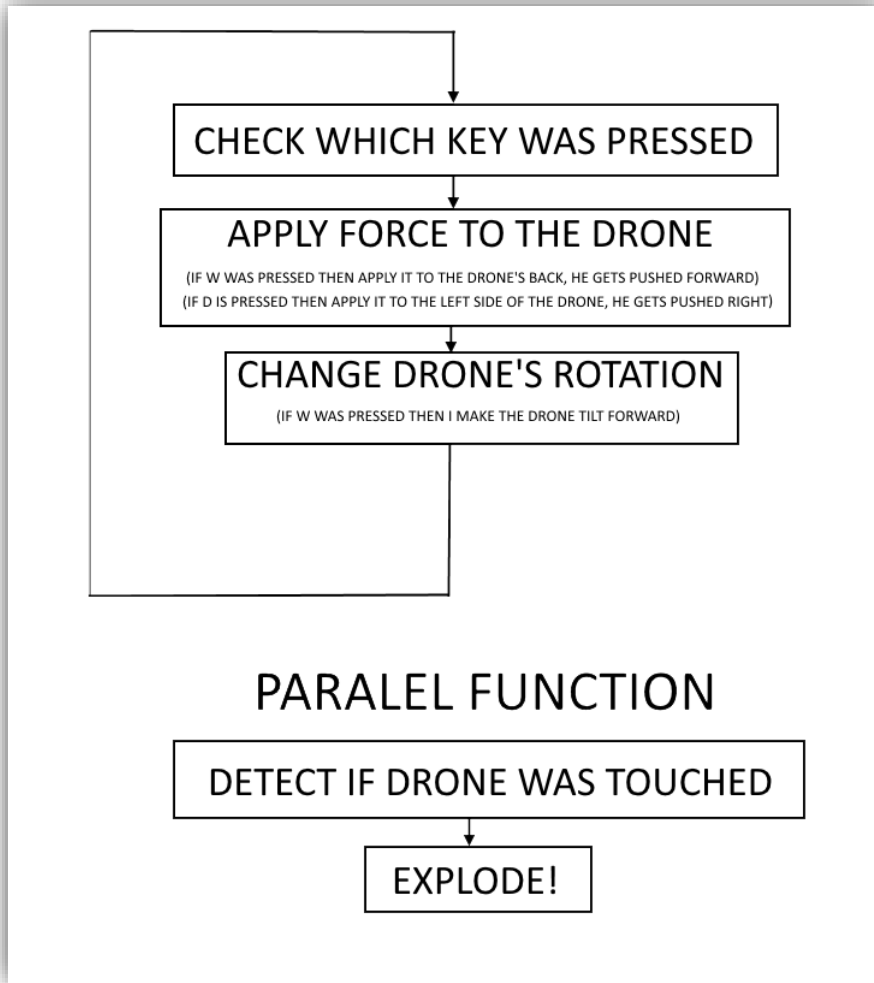 CHECK WHICH KEY WAS PRESSED
APPLY FORCE TO THE DRONE
(IF W WAS PRESSED THEN APPLY IT TO THE DRONE'S BACK, HE GETS PUSHED FORWARD)
(IF D IS PRESSED THEN APPLY IT TO THE LEFT SIDE OF THE DRONE, HE GETS PUSHED RIGHT)
CHANGE DRONE'S ROTATION
(IF W WAS PRESSED THEN I MAKE THE DRONE TILT FORWARD)
PARALEL FUNCTION
DETECT IF DRONE WAS TOUCHED
EXPLODE!